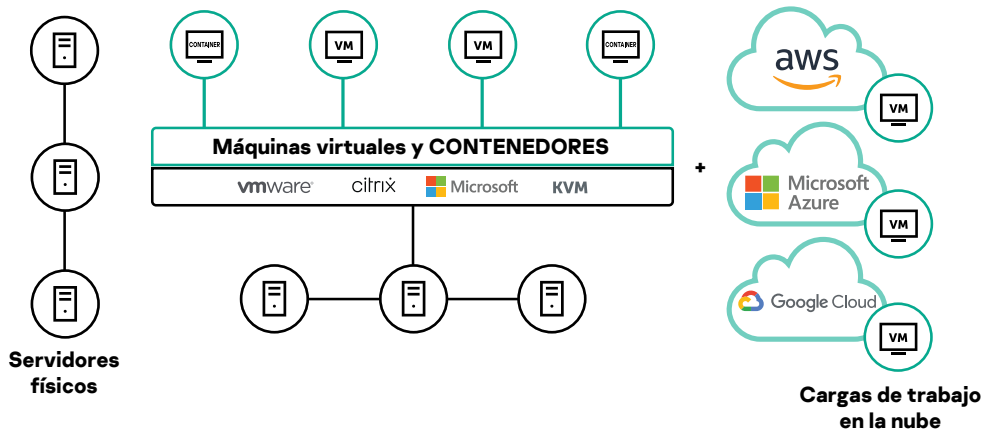 CONTAINER
VM
VM
CONTAINER
Máquinas virtuales y CONTENEDORES
vmware
citrix
Microsoft
KVM
+
aws
VM
Microsoft
Azure
VM
Google Cloud
VM
Servidores
físicos
Cargas de trabajo
en la nube